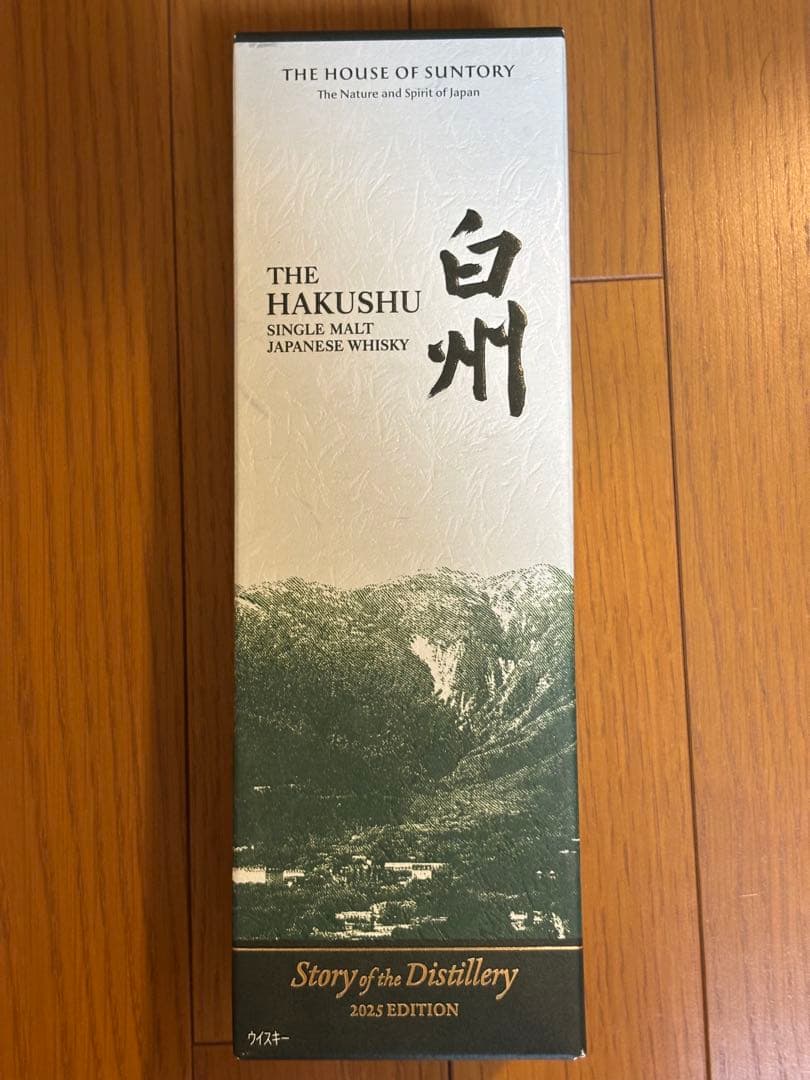 THE HOUSE OF SUNTORY
The Nature and Spirit of Japan
白州
THE
HAKUSHU
SINGLE MALT
JAPANESE WHISKY
Story of the Distillery
2025 EDITION
ウイスキー